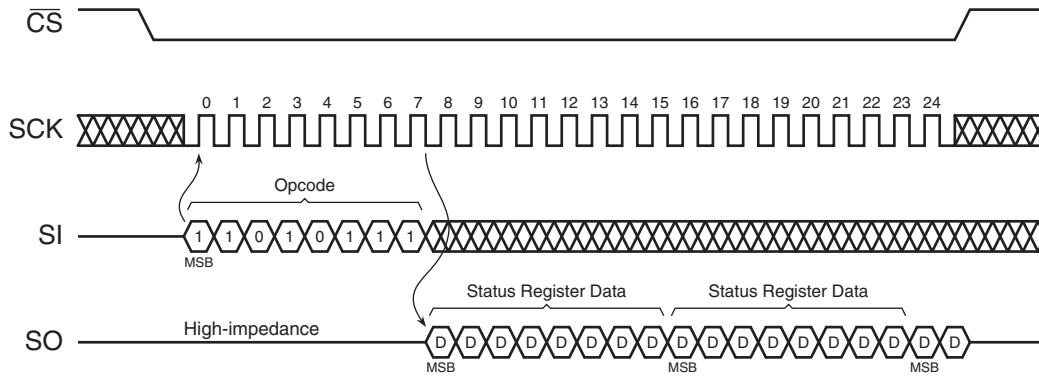 CS
0 1 2 3 4 5 6 7 8 9 10 11 12 13 14 15 16 17 18 19 20 21 22 23 24
SCK
Opcode
SI 1 1 0 1 0 1 1 1
MSB
Status Register Data Status Register Data
High-impedance
SO D D D D D D D D D D D D D D D D D D
MSB MSB MSB